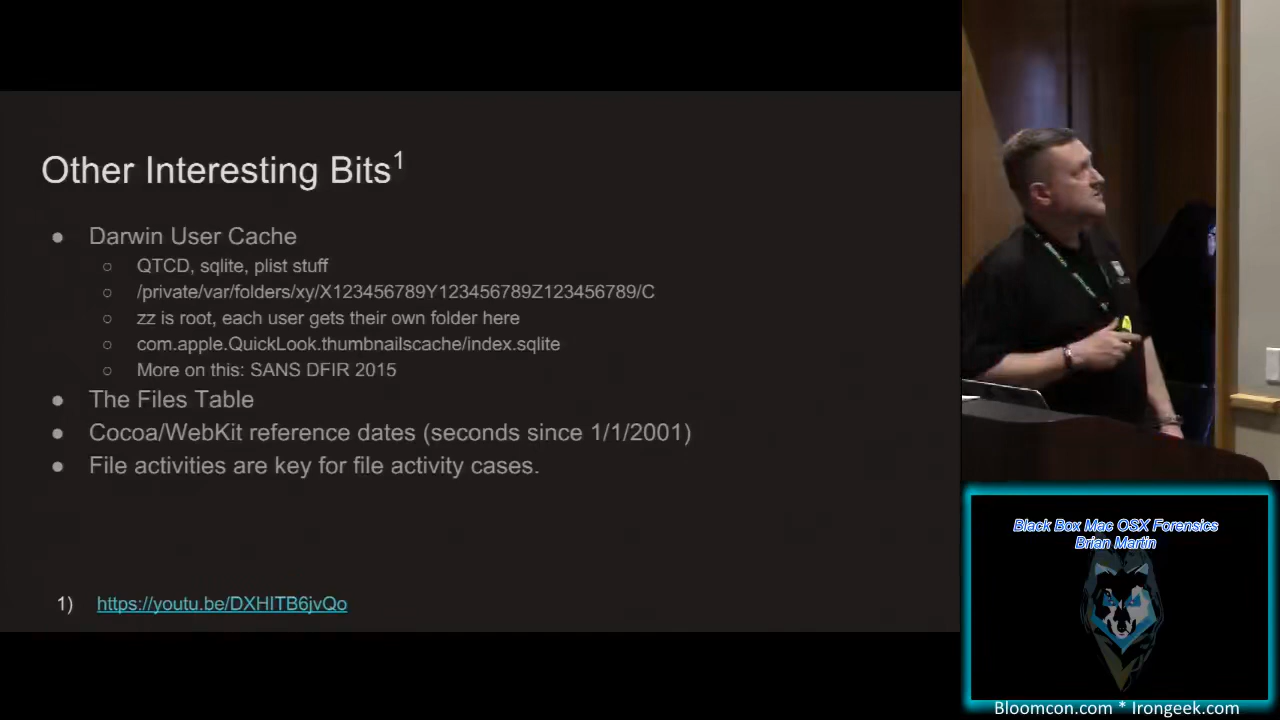 Other Interesting Bits1
● Darwin User Cache
○ QTCD, sqlite, plist stuff
○ /private/var/folders/xy/X123456789Y123456789Z123456789/C
○ zz is root, each user gets their own folder here
○ com.apple.QuickLook.thumbnailscache/index.sqlite
○ More on this: SANS DFIR 2015
● The Files Table
● Cocoa/WebKit reference dates (seconds since 1/1/2001)
● File activities are key for file activity cases.
1) https://youtu.be/DXHITB6jvQo
Black Box Mac OSX Forensics
Brian Martin
Bloomcon.com * Irongeek.com